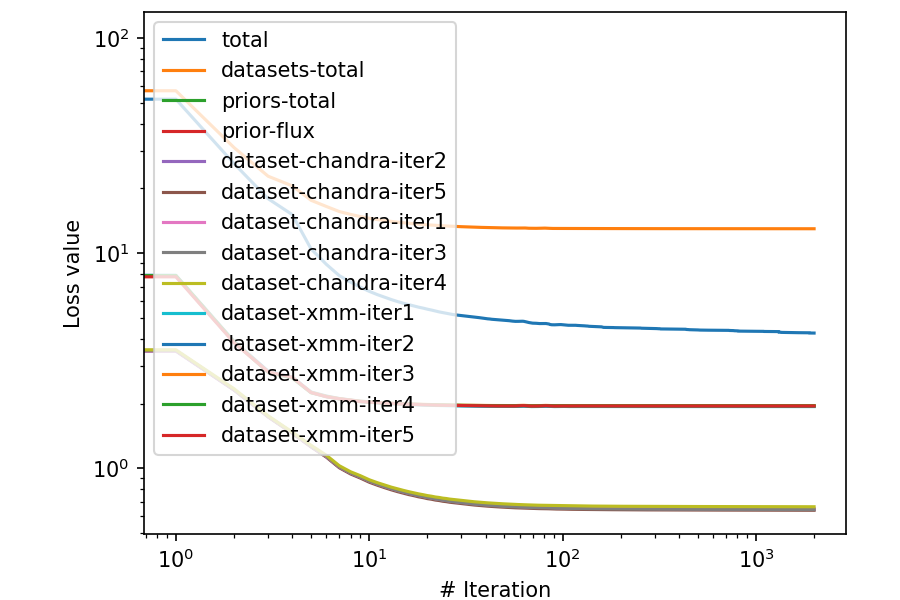 10²
10¹
10⁰
Loss value
total
datasets-total
priors-total
prior-flux
dataset-chandra-iter2
dataset-chandra-iter5
dataset-chandra-iter1
dataset-chandra-iter3
dataset-chandra-iter4
dataset-xmm-iter1
dataset-xmm-iter2
dataset-xmm-iter3
dataset-xmm-iter4
dataset-xmm-iter5
10⁰
10¹
10²
10³
# Iteration